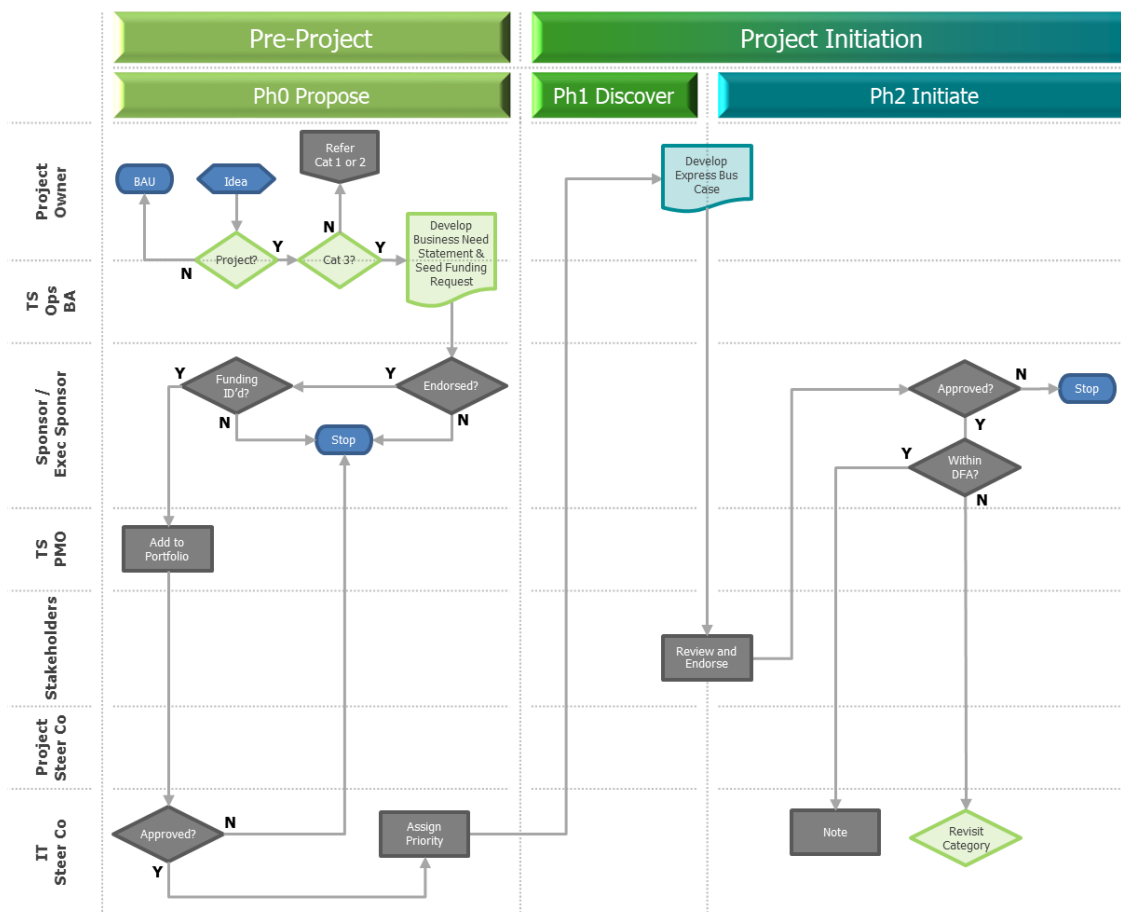 Pre-Project
Project Initiation
Ph0 Propose
Ph1 Discover
Ph2 Initiate
Project
Owner
BAU
Idea
Refer
Cat 1 or 2
Develop
Express Bus
Case
N
Project?
Y
N
Cat 3?
Y
Develop
Business Need
Statement &
Seed Funding
Request
TS
Ops
BA
Sponsor /
Exec Sponsor
Y
Funding
ID'd?
N
Y
Endorsed?
N
Stop
Approved?
N
Stop
Y
Y
Within
DFA?
N
TS
PMO
Add to
Portfolio
Stakeholders
Review and
Endorse
Project
Steer Co
IT
Steer Co
Approved?
N
Y
Assign
Priority
Note
Revisit
Category